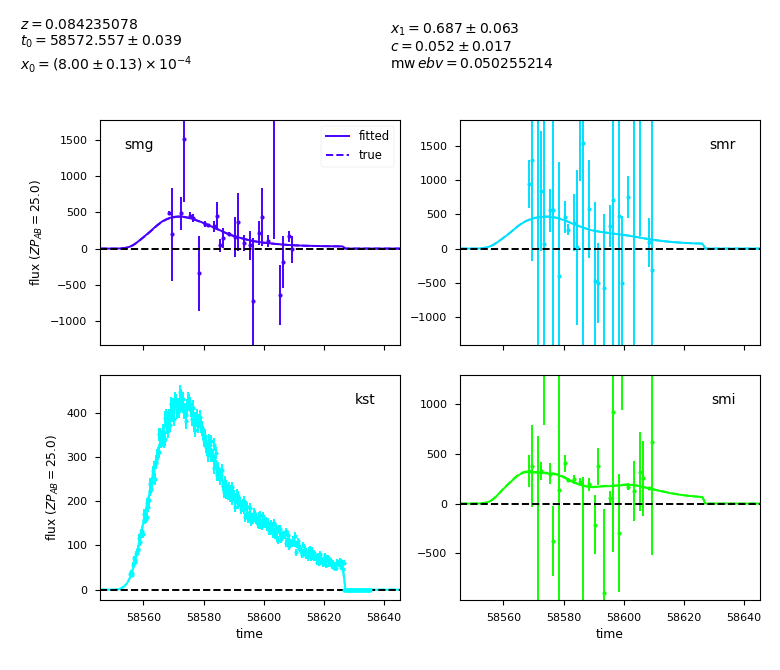 z = 0.084235078
t₀ = 58572.557 ± 0.039
x₀ = (8.00 ± 0.13) × 10⁻⁴
x₁ = 0.687 ± 0.063
c = 0.052 ± 0.017
mw ebv = 0.050255214
smg
fitted
true
1500
1000
500
0
−500
−1000
flux (ZP_AB = 25.0)
smr
1500
1000
500
0
−500
−1000
kst
400
300
200
100
0
flux (ZP_AB = 25.0)
58560 58580 58600 58620 58640
time
smi
1000
500
0
−500
58560 58580 58600 58620 58640
time